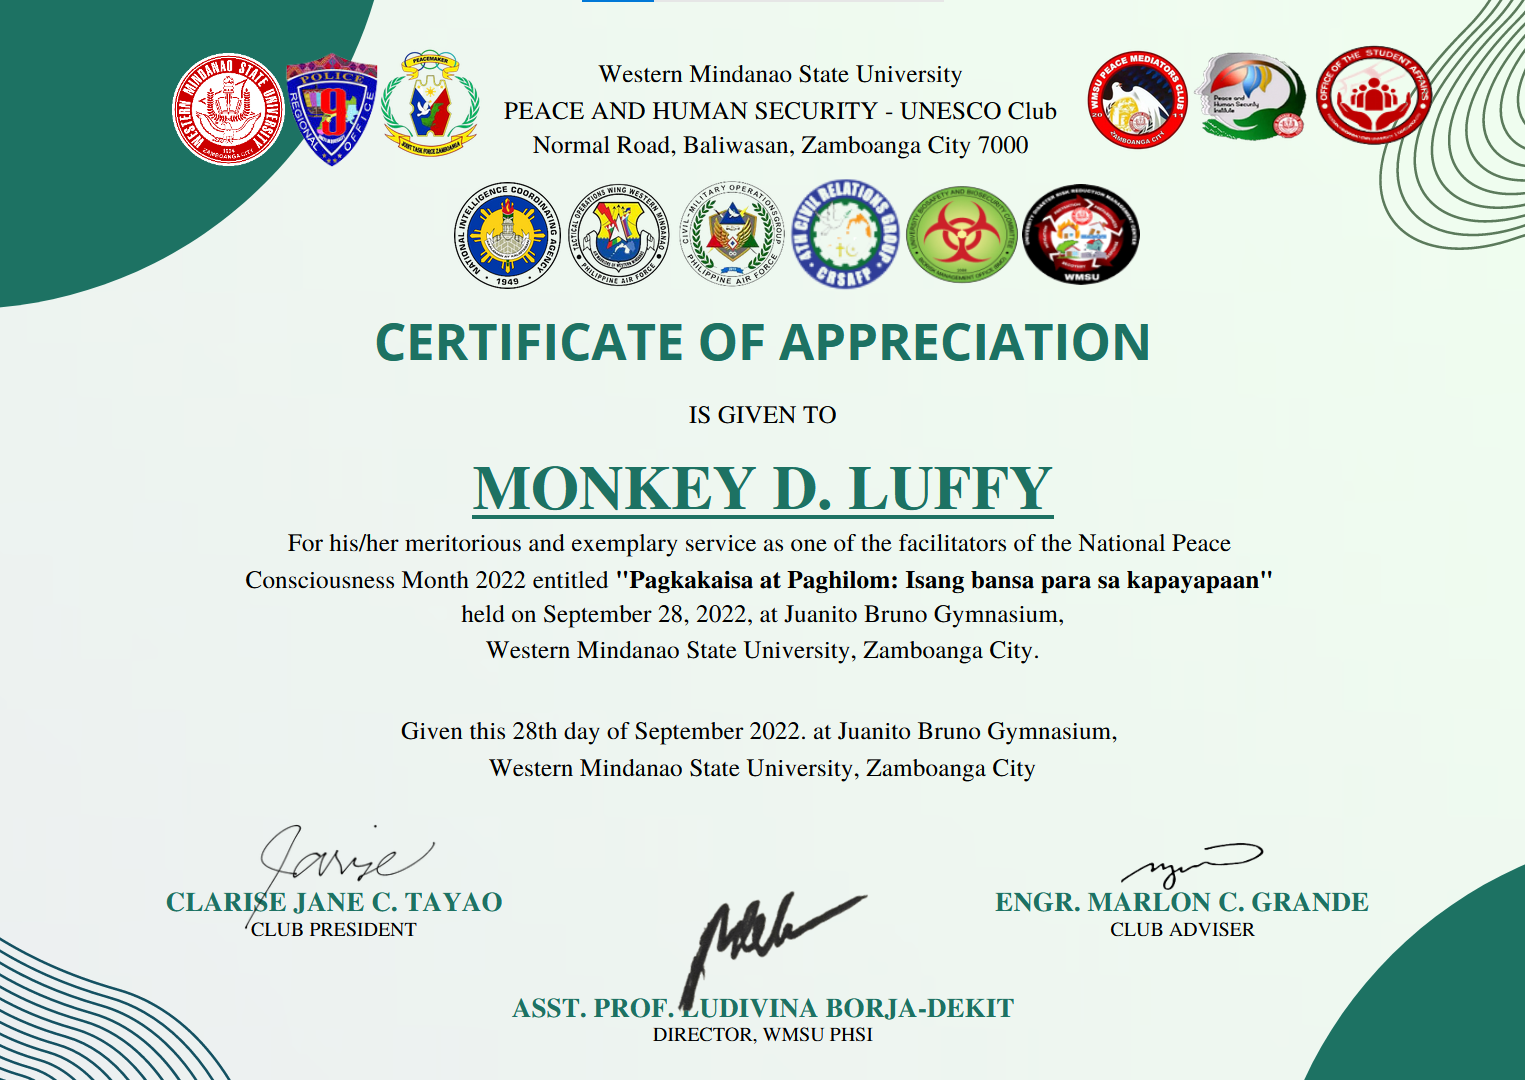 WESTERN MINDANAO STATE UNIVERSITY
ZAMBOANGA CITY
POLICE
9
REGIONAL OFFICE
PEACEMAKER
JOINT TASK FORCE ZAMBOANGA
Western Mindanao State University
PEACE AND HUMAN SECURITY - UNESCO Club
Normal Road, Baliwasan, Zamboanga City 7000
WMSU PEACE MEDIATORS CLUB
2011
ZAMBOANGA CITY
Peace and
Human Security
Institute
OFFICE OF THE STUDENT AFFAIRS
NATIONAL INTELLIGENCE COORDINATING AGENCY
1949
TACTICAL OPERATIONS WING WESTERN MINDANAO
PHILIPPINE AIR FORCE
CIVIL-MILITARY OPERATIONS GROUP
PHILIPPINE AIR FORCE
4TH CIVIL RELATIONS GROUP
CRSAFP
UNIVERSITY BIOSAFETY AND BIOSECURITY COMMITTEE
UNIVERSITY DISASTER RISK REDUCTION MANAGEMENT CENTER
WMSU
CERTIFICATE OF APPRECIATION
IS GIVEN TO
MONKEY D. LUFFY
For his/her meritorious and exemplary service as one of the facilitators of the National Peace
Consciousness Month 2022 entitled "Pagkakaisa at Paghilom: Isang bansa para sa kapayapaan"
held on September 28, 2022, at Juanito Bruno Gymnasium,
Western Mindanao State University, Zamboanga City.
Given this 28th day of September 2022. at Juanito Bruno Gymnasium,
Western Mindanao State University, Zamboanga City
CLARISE JANE C. TAYAO
CLUB PRESIDENT
ENGR. MARLON C. GRANDE
CLUB ADVISER
ASST. PROF. LUDIVINA BORJA-DEKIT
DIRECTOR, WMSU PHSI